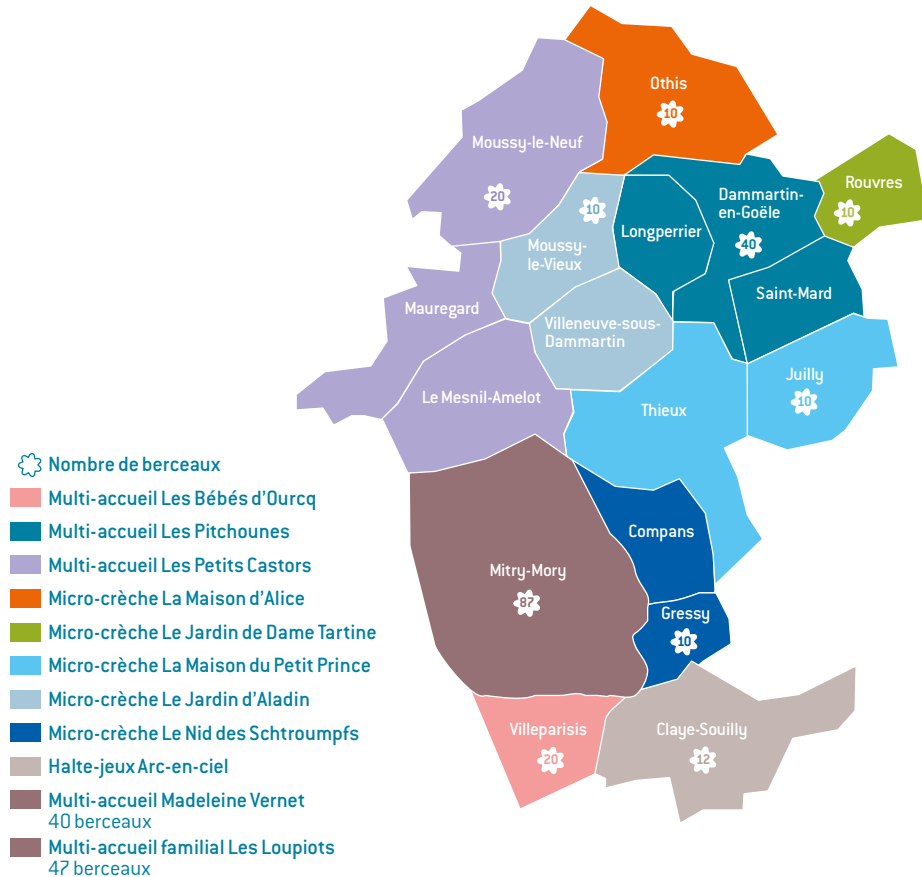 Othis
10
Moussy-le-Neuf
20
10
Moussy-
le-Vieux
Longperrier
Dammartin-
en-Goële
40
Rouvres
10
Saint-Mard
Mauregard
Villeneuve-sous-
Dammartin
Le Mesnil-Amelot
Thieux
Juilly
10
Compans
Mitry-Mory
87
Gressy
10
Villeparisis
20
Claye-Souilly
12
Nombre de berceaux
Multi-accueil Les Bébés d’Ourcq
Multi-accueil Les Pitchounes
Multi-accueil Les Petits Castors
Micro-crèche La Maison d’Alice
Micro-crèche Le Jardin de Dame Tartine
Micro-crèche La Maison du Petit Prince
Micro-crèche Le Jardin d’Aladin
Micro-crèche Le Nid des Schtroumpfs
Halte-jeux Arc-en-ciel
Multi-accueil Madeleine Vernet
40 berceaux
Multi-accueil familial Les Loupiots
47 berceaux